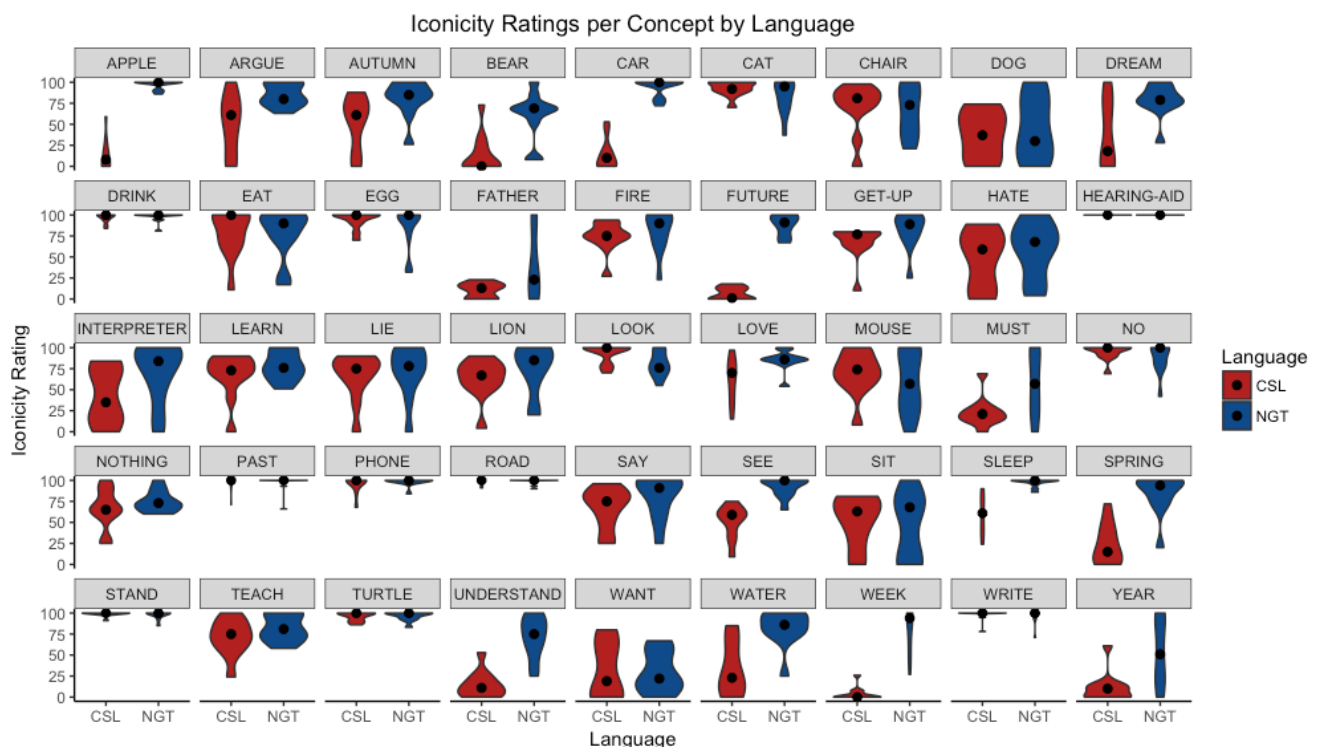 Iconicity Ratings per Concept by Language
APPLE ARGUE AUTUMN BEAR CAR CAT CHAIR DOG DREAM
100
75
50
25
0
DRINK EAT EGG FATHER FIRE FUTURE GET-UP HATE HEARING-AID
100
75
50
25
0
INTERPRETER LEARN LIE LION LOOK LOVE MOUSE MUST NO
100
75
50
25
0
NOTHING PAST PHONE ROAD SAY SEE SIT SLEEP SPRING
100
75
50
25
0
STAND TEACH TURTLE UNDERSTAND WANT WATER WEEK WRITE YEAR
100
75
50
25
0
CSL NGT CSL NGT CSL NGT CSL NGT CSL NGT CSL NGT CSL NGT CSL NGT CSL NGT
Language
Iconicity Rating
Language
CSL
NGT